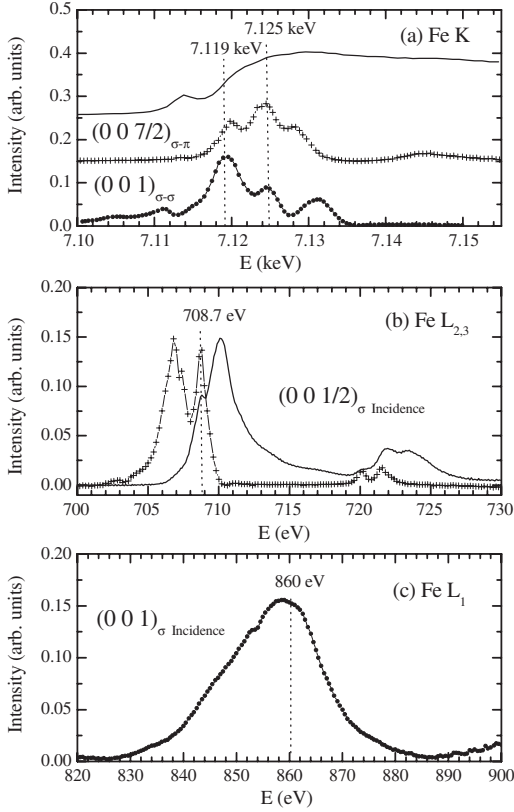 (a) Fe K
7.125 keV
7.119 keV
0.5
0.4
0.3
0.2
0.1
0.0
Intensity (arb. units)
(0 0 7/2)σ-π
(0 0 1)σ-σ
7.10 7.11 7.12 7.13 7.14 7.15
E (keV)
(b) Fe L2,3
708.7 eV
0.20
0.15
0.10
0.05
0.00
Intensity (arb. units)
(0 0 1/2)σ Incidence
700 705 710 715 720 725 730
E (eV)
(c) Fe L1
860 eV
0.20
0.15
0.10
0.05
0.00
Intensity (arb. units)
(0 0 1)σ Incidence
820 830 840 850 860 870 880 890 900
E (eV)